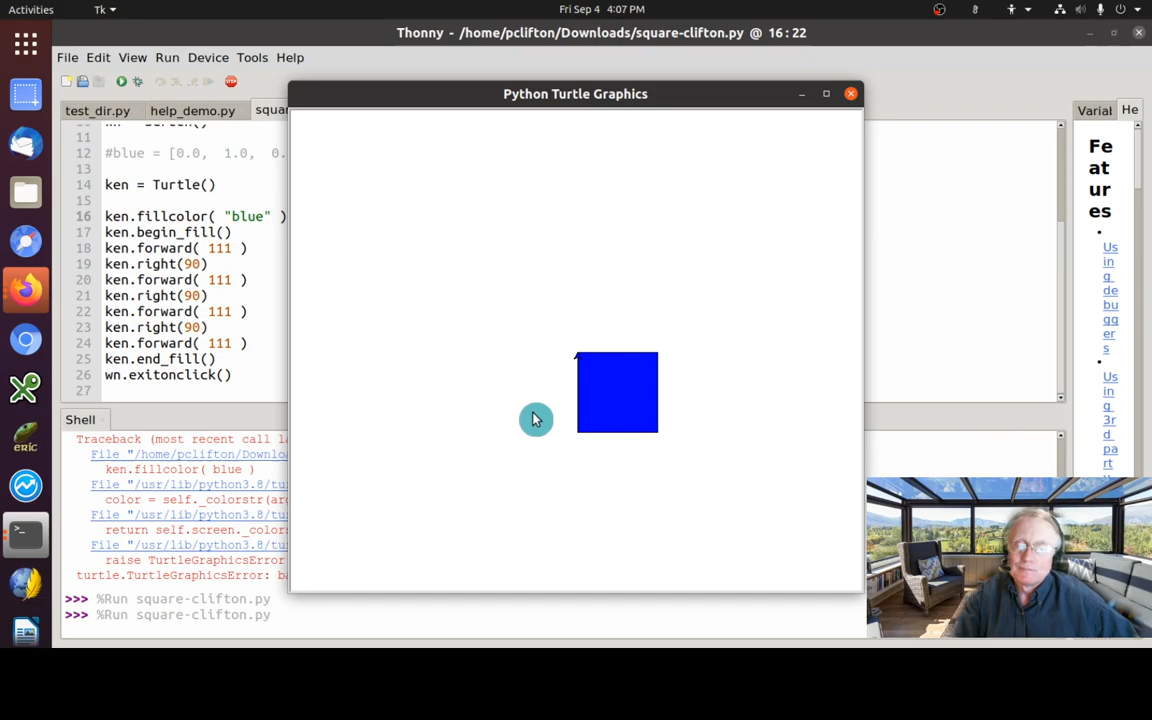 Activities
Tk
Fri Sep 4 4:07 PM
Thonny - /home/pclifton/Downloads/square-clifton.py @ 16:22
File Edit View Run Device Tools Help
STOP
Python Turtle Graphics
test_dir.py
help_demo.py
squar
Varial
He
11
12 #blue = [0.0, 1.0, 0.
13
14 ken = Turtle()
15
16 ken.fillcolor( "blue" )
17 ken.begin_fill()
18 ken.forward( 111 )
19 ken.right(90)
20 ken.forward( 111 )
21 ken.right(90)
22 ken.forward( 111 )
23 ken.right(90)
24 ken.forward( 111 )
25 ken.end_fill()
26 wn.exitonclick()
27
Fe
at
ur
es
Us
in
g
de
bu
gg
er
s
Us
in
g
3r
d
pa
rt
Shell
Traceback (most recent call la
File "/home/pclifton/Downloa
ken.fillcolor( blue )
File "/usr/lib/python3.8/tu
color = self._colorstr(ar
File "/usr/lib/python3.8/tu
return self.screen._colors
File "/usr/lib/python3.8/tu
raise TurtleGraphicsError
turtle.TurtleGraphicsError: ba
>>> %Run square-clifton.py
>>> %Run square-clifton.py
eric